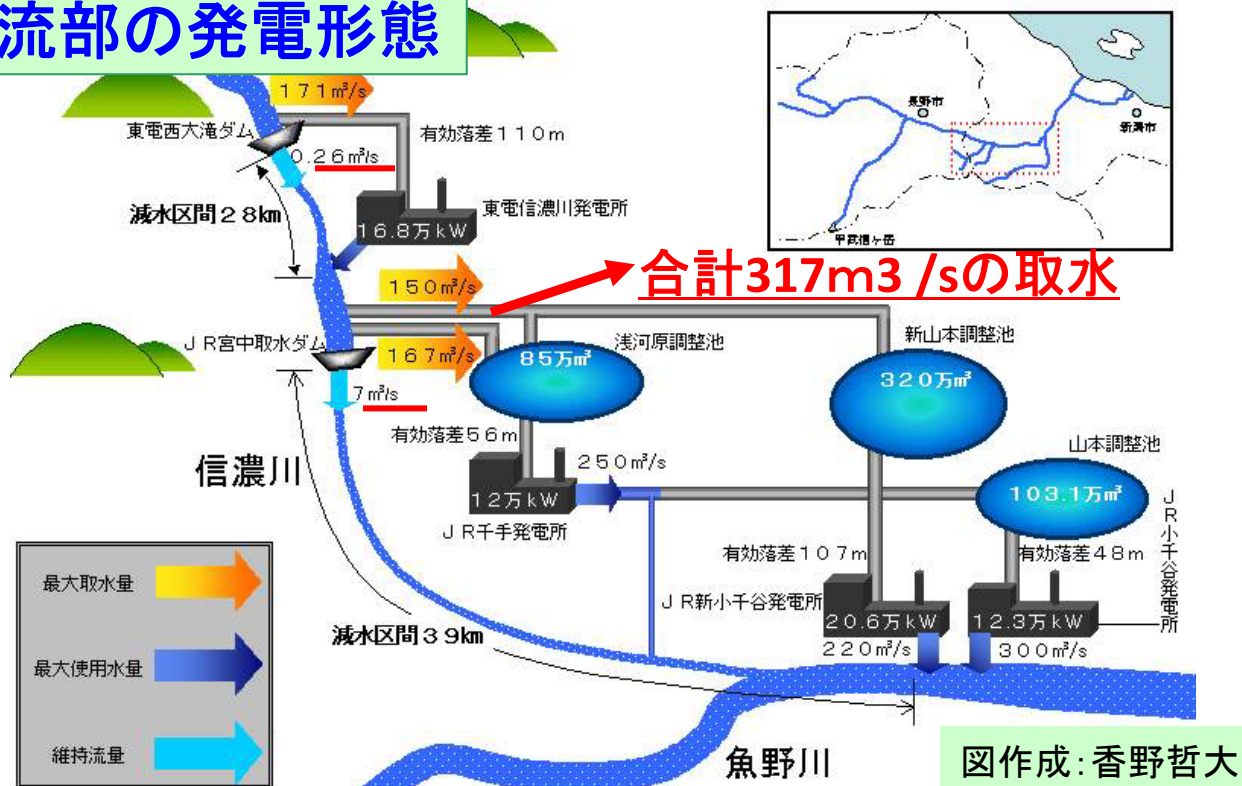 流部の発電形態
171㎥/s
東電西大滝ダム
有効落差110m
0.26㎥/s
減水区間28km
東電信濃川発電所
16.8万kW
長野市
新潟市
甲武信ヶ岳
合計317m3 /sの取水
150㎥/s
JR宮中取水ダム
167㎥/s
浅河原調整池
85万㎥
新山本調整池
320万㎥
7㎥/s
有効落差56m
信濃川
250㎥/s
山本調整池
12万kW
103.1万㎥
JR千手発電所
有効落差107m
有効落差48m
JR小千谷発電所
JR新小千谷発電所
20.6万kW
12.3万kW
220㎥/s
300㎥/s
減水区間39km
最大取水量
最大使用水量
維持流量
魚野川
図作成:香野哲大